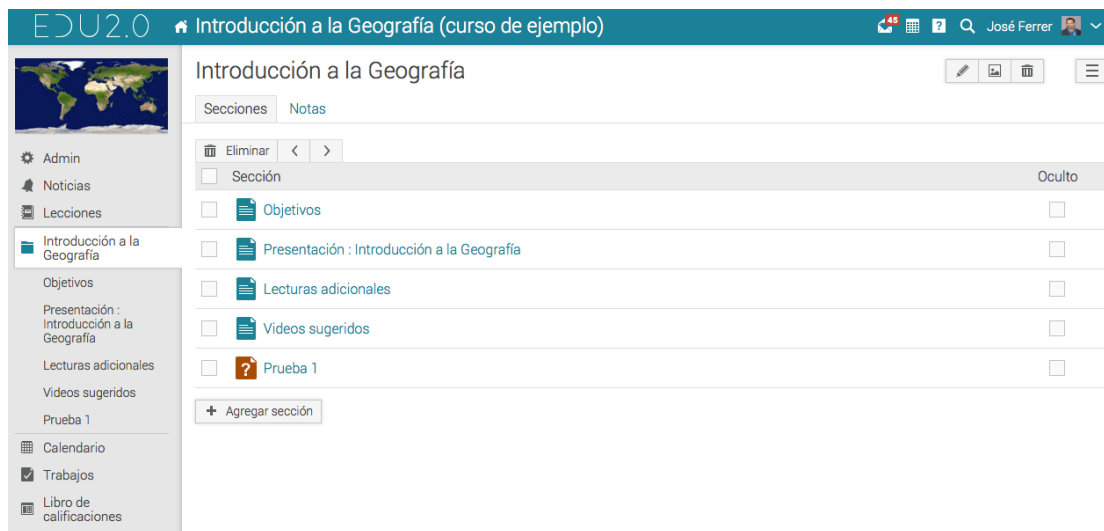 EDU2.0
Introducción a la Geografía (curso de ejemplo)
45
?
José Ferrer
Admin
Noticias
Lecciones
Introducción a la
Geografía
Objetivos
Presentación :
Introducción a la
Geografía
Lecturas adicionales
Videos sugeridos
Prueba 1
Calendario
Trabajos
Libro de
calificaciones
Introducción a la Geografía
Secciones Notas
Eliminar < >
Sección Oculto
Objetivos
Presentación : Introducción a la Geografía
Lecturas adicionales
Videos sugeridos
? Prueba 1
+ Agregar sección